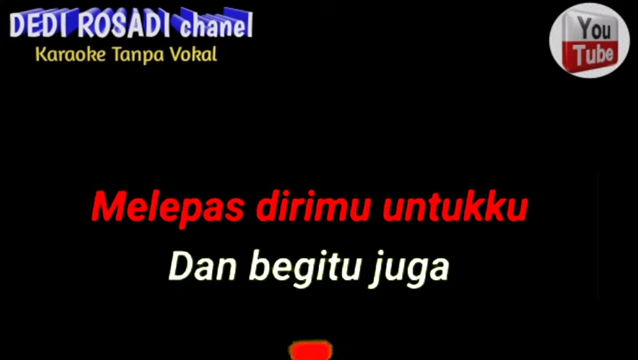 DEDI ROSADI chanel
Karaoke Tanpa Vokal
You
Tube
Melepas dirimu untukku
Dan begitu juga